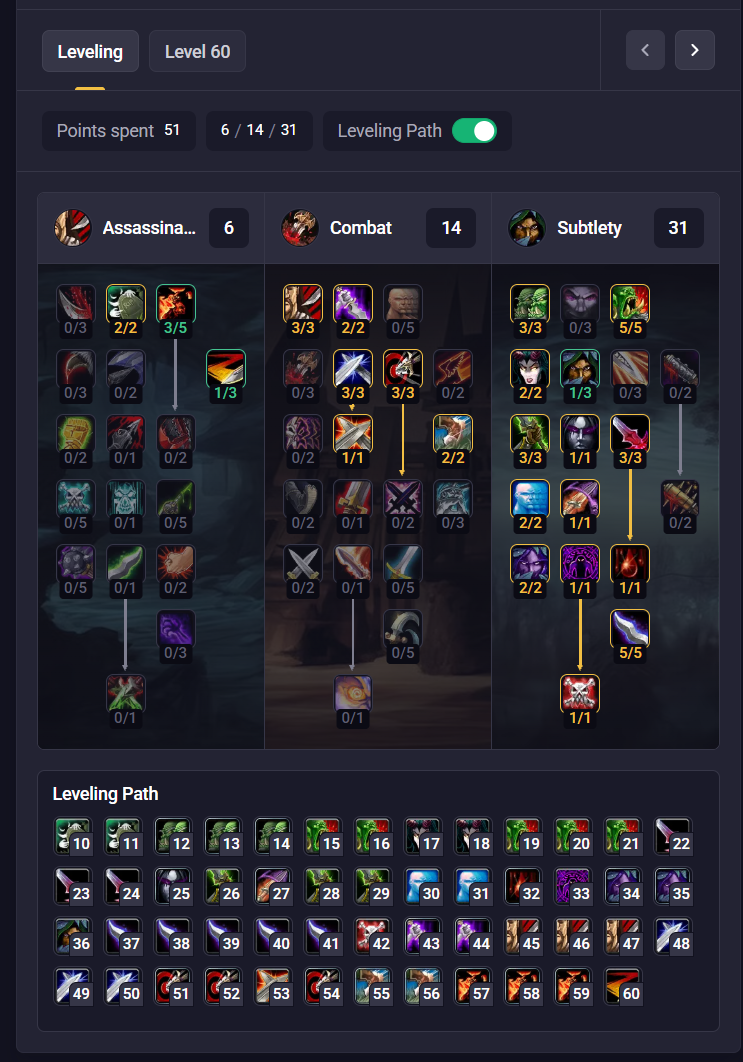 Leveling Level 60
Points spent 51 6 / 14 / 31 Leveling Path
Assassina... 6 Combat 14 Subtlety 31
0/3 2/2 3/5 3/3 2/2 0/5 3/3 0/3 5/5
0/3 0/2 1/3 0/3 3/3 3/3 0/2 2/2 1/3 0/3 0/2
0/2 0/1 0/2 0/2 1/1 2/2 3/3 1/1 3/3
0/5 0/1 0/5 0/2 0/1 0/2 0/3 2/2 1/1 0/2
0/5 0/1 0/2 0/2 0/1 0/5 2/2 1/1 1/1
0/3 0/5 5/5
0/1 0/1 1/1
Leveling Path
10 11 12 13 14 15 16 17 18 19 20 21 22
23 24 25 26 27 28 29 30 31 32 33 34 35
36 37 38 39 40 41 42 43 44 45 46 47 48
49 50 51 52 53 54 55 56 57 58 59 60